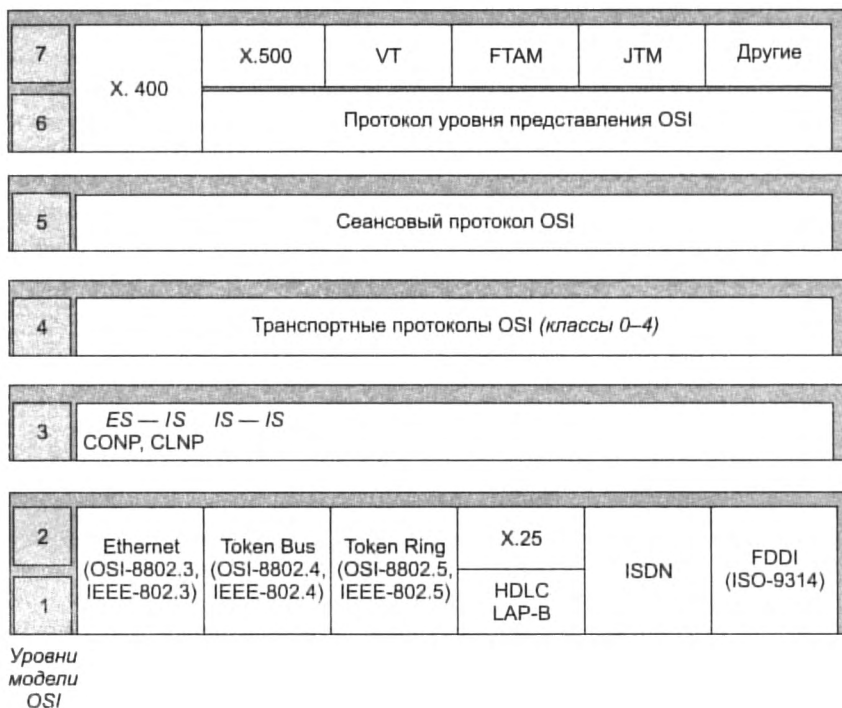 7
X. 400
X.500
VT
FTAM
JTM
Другие
6
Протокол уровня представления OSI
5
Сеансовый протокол OSI
4
Транспортные протоколы OSI (классы 0–4)
3
ES — IS IS — IS
CONP, CLNP
2
1
Ethernet
(OSI-8802.3,
IEEE-802.3)
Token Bus
(OSI-8802.4,
IEEE-802.4)
Token Ring
(OSI-8802.5,
IEEE-802.5)
X.25
HDLC
LAP-B
ISDN
FDDI
(ISO-9314)
Уровни
модели
OSI